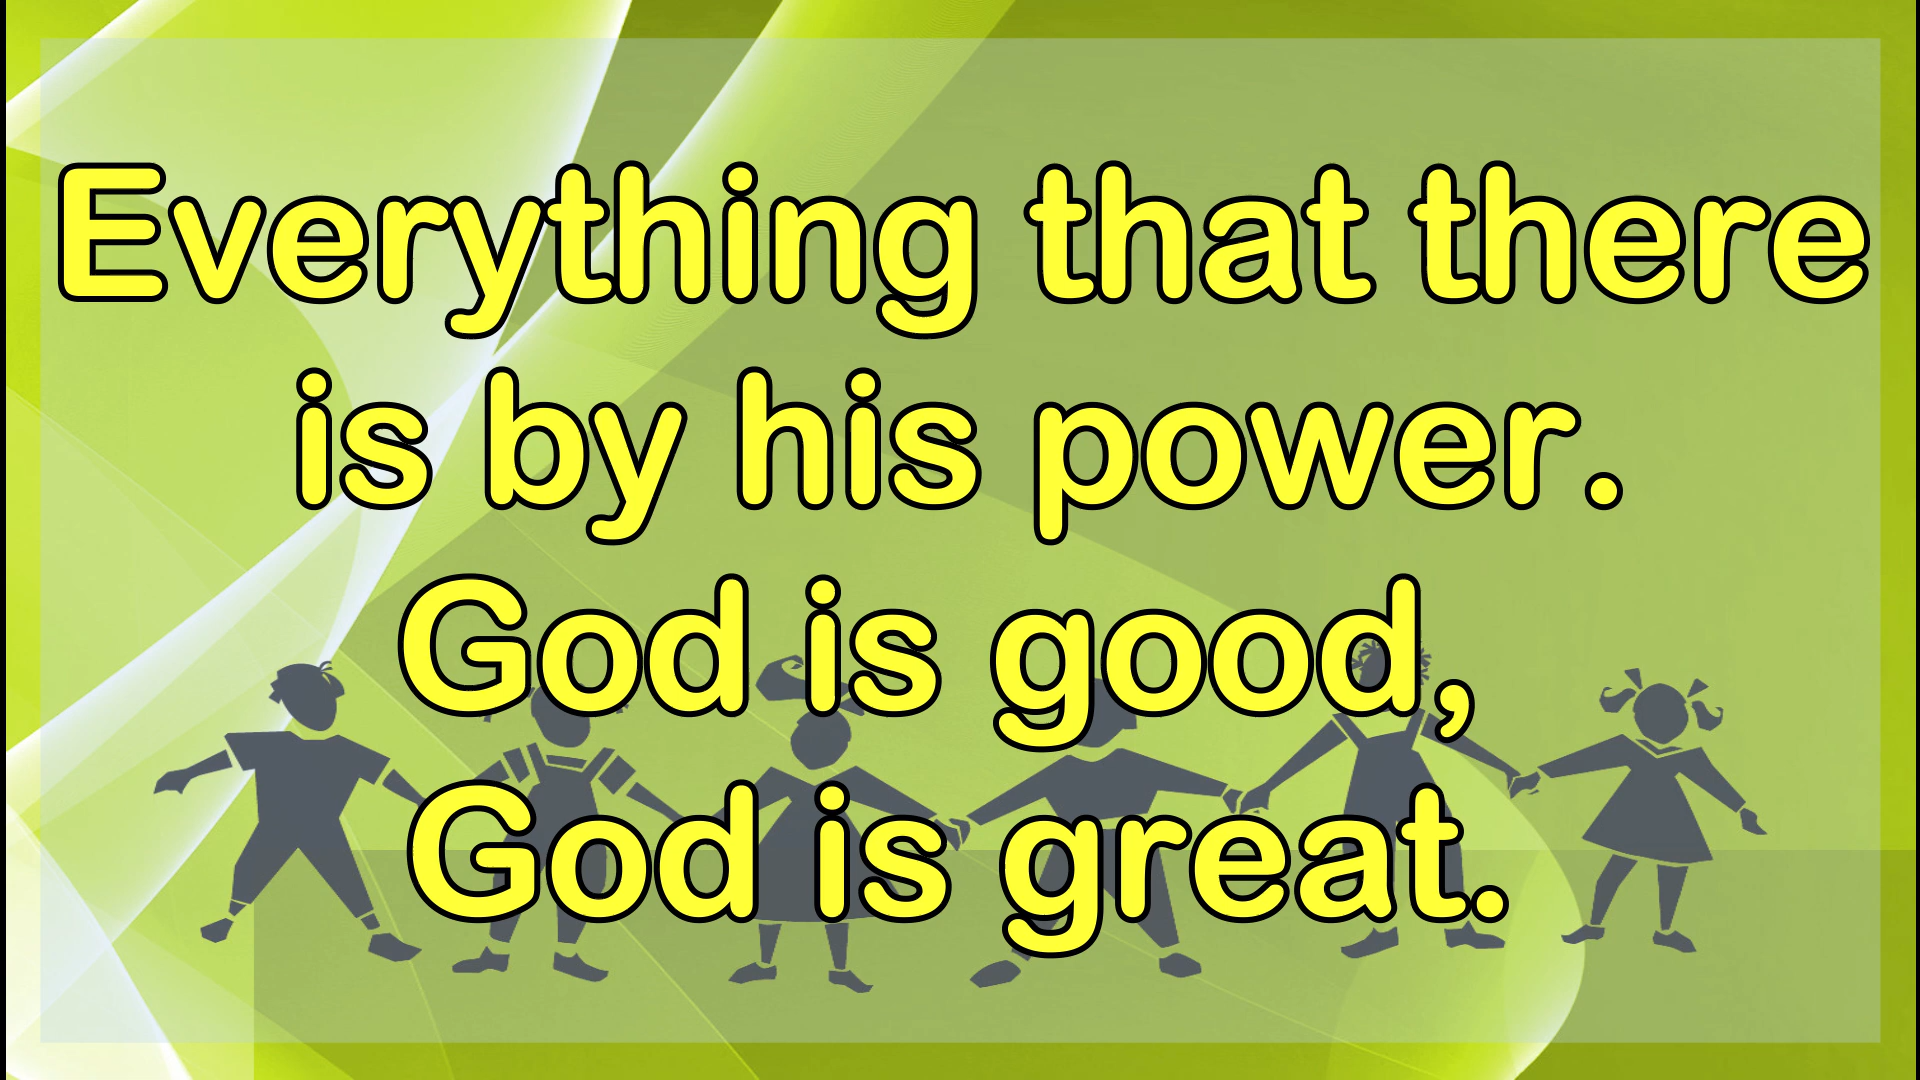 Everything that there
is by his power.
God is good,
God is great.